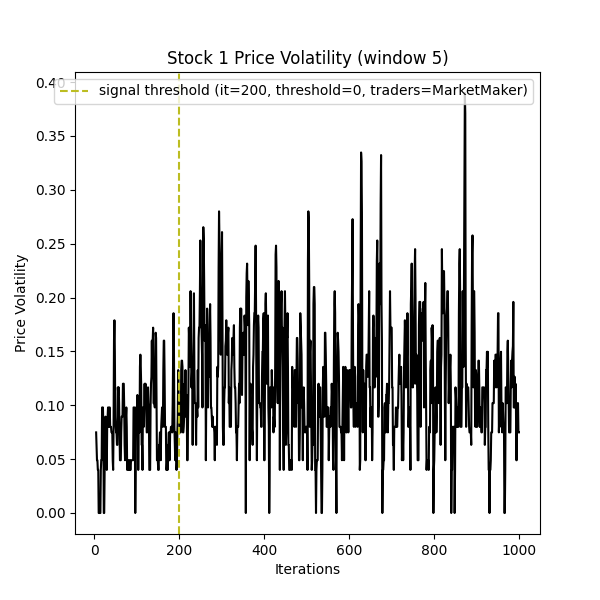 Stock 1 Price Volatility (window 5)
signal threshold (it=200, threshold=0, traders=MarketMaker)
0.40
0.35
0.30
0.25
0.20
0.15
0.10
0.05
0.00
Price Volatility
0 200 400 600 800 1000
Iterations